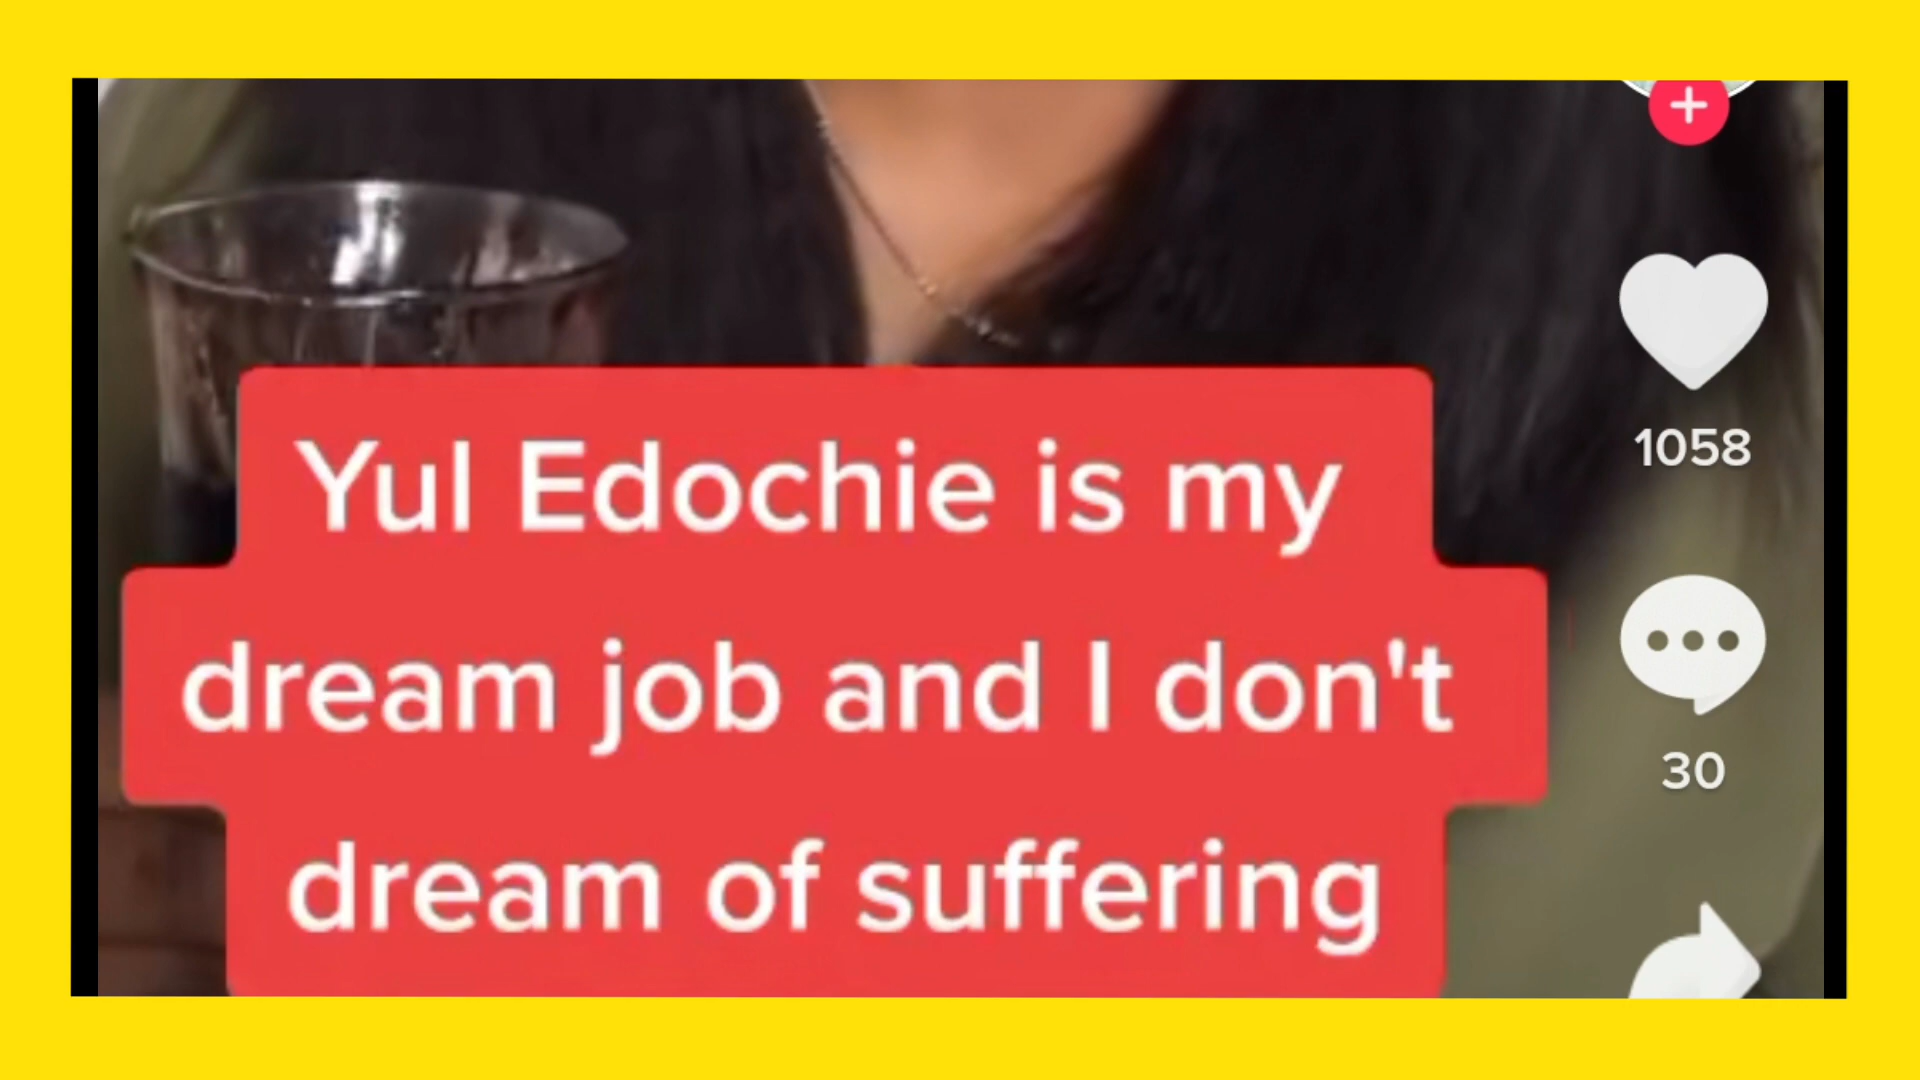 Yul Edochie is my
dream job and I don't
dream of suffering
1058
30